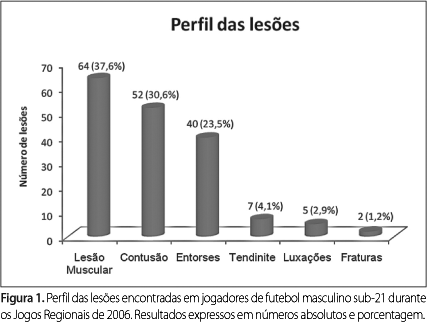 Perfil das lesões
64 (37,6%)
52 (30,6%)
40 (23,5%)
7 (4,1%)
5 (2,9%)
2 (1,2%)
Número de lesões
70
60
50
40
30
20
10
0
Lesão
Muscular
Contusão
Entorses
Tendinite
Luxações
Fraturas
Figura 1. Perfil das lesões encontradas em jogadores de futebol masculino sub-21 durante
os Jogos Regionais de 2006. Resultados expressos em números absolutos e porcentagem.